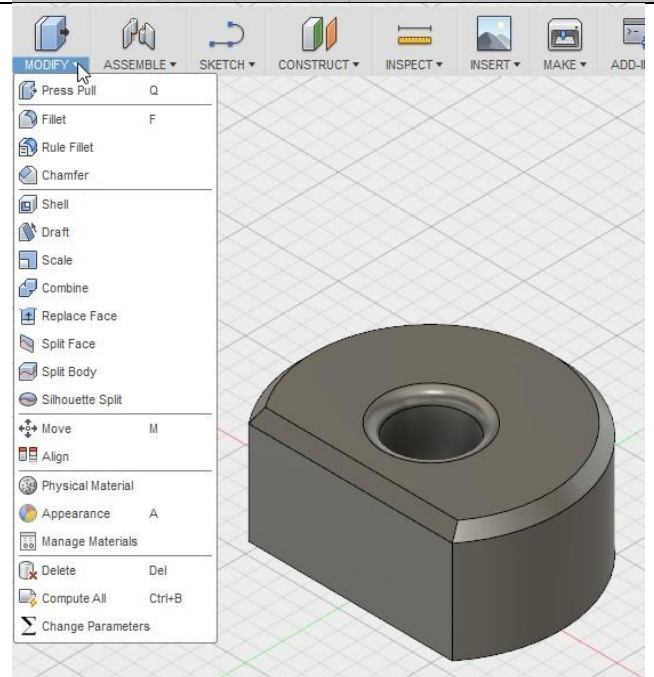 MODIFY ASSEMBLE SKETCH CONSTRUCT INSPECT INSERT MAKE ADD-I
Press Pull Q
Fillet F
Rule Fillet
Chamfer
Shell
Draft
Scale
Combine
Replace Face
Split Face
Split Body
Silhouette Split
Move M
Align
Physical Material
Appearance A
Manage Materials
Delete Del
Compute All Ctrl+B
Change Parameters